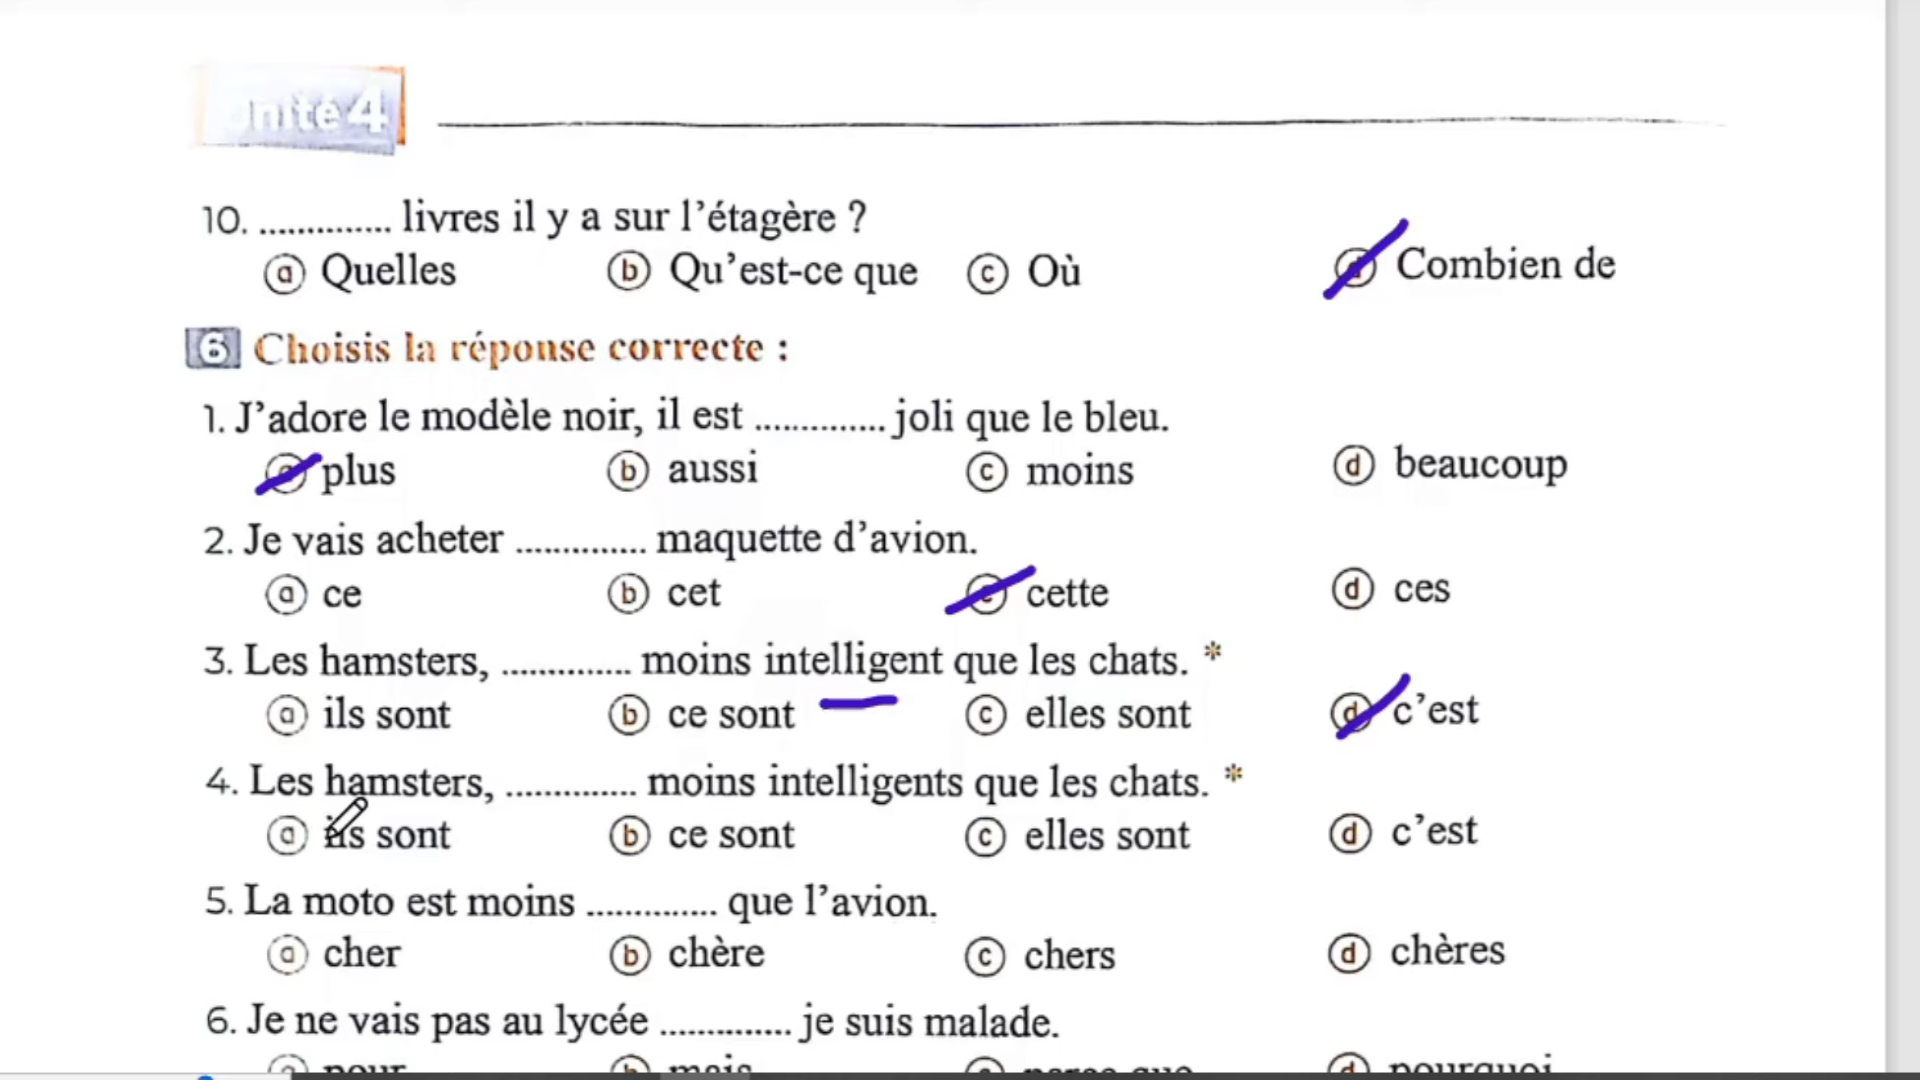 Unité 4
10. .............. livres il y a sur l’étagère ?
ⓐ Quelles ⓑ Qu’est-ce que ⓒ Où ⓓ Combien de
6 Choisis la réponse correcte :
1. J’adore le modèle noir, il est .............. joli que le bleu.
ⓐ plus ⓑ aussi ⓒ moins ⓓ beaucoup
2. Je vais acheter .............. maquette d’avion.
ⓐ ce ⓑ cet ⓒ cette ⓓ ces
3. Les hamsters, .............. moins intelligent que les chats. *
ⓐ ils sont ⓑ ce sont ⓒ elles sont ⓓ c’est
4. Les hamsters, .............. moins intelligents que les chats. *
ⓐ ils sont ⓑ ce sont ⓒ elles sont ⓓ c’est
5. La moto est moins .............. que l’avion.
ⓐ cher ⓑ chère ⓒ chers ⓓ chères
6. Je ne vais pas au lycée .............. je suis malade.
ⓐ pour ⓑ mais ⓒ parce que ⓓ pourquoi